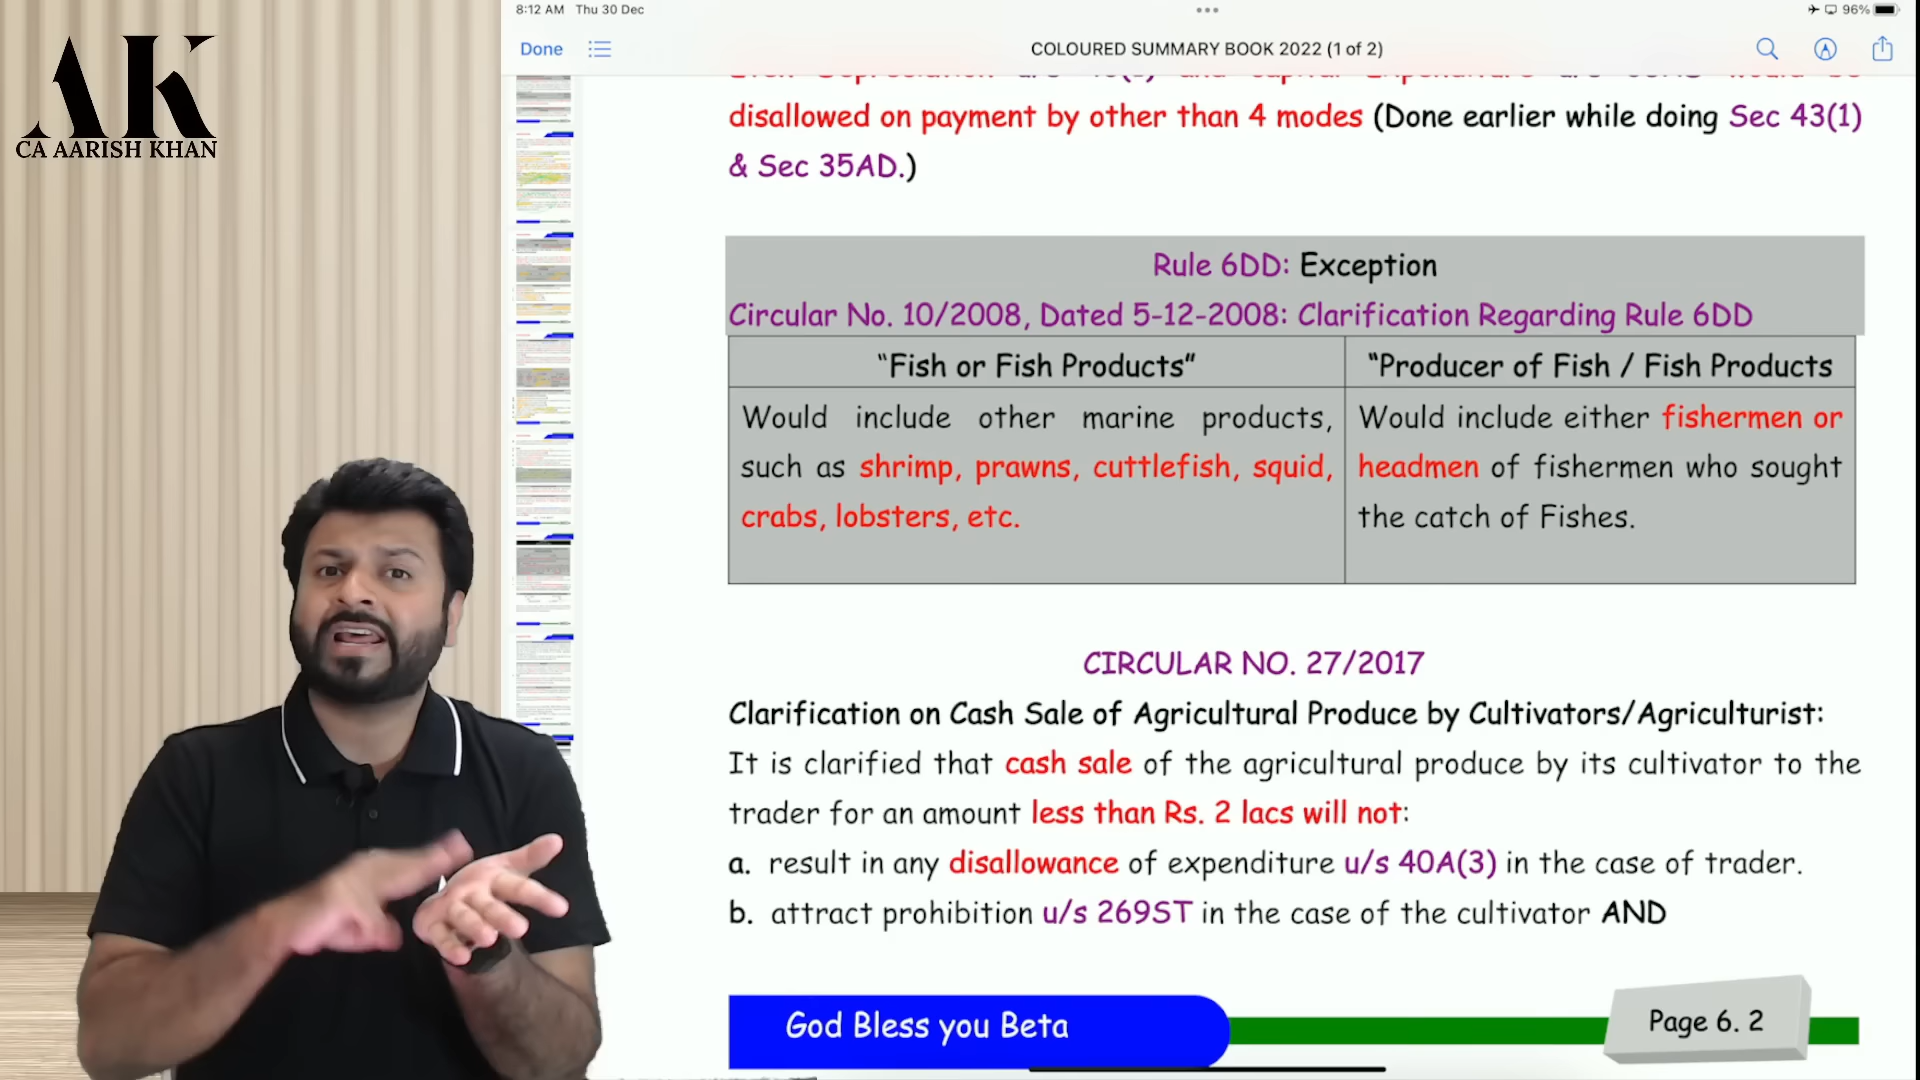 AK
CA AARISH KHAN
8:12 AM Thu 30 Dec
96%
Done
COLOURED SUMMARY BOOK 2022 (1 of 2)
disallowed on payment by other than 4 modes (Done earlier while doing Sec 43(1)
& Sec 35AD.)
Rule 6DD: Exception
Circular No. 10/2008, Dated 5-12-2008: Clarification Regarding Rule 6DD
"Fish or Fish Products"
Would include other marine products,
such as shrimp, prawns, cuttlefish, squid,
crabs, lobsters, etc.
"Producer of Fish / Fish Products
Would include either fishermen or
headmen of fishermen who sought
the catch of Fishes.
CIRCULAR NO. 27/2017
Clarification on Cash Sale of Agricultural Produce by Cultivators/Agriculturist:
It is clarified that cash sale of the agricultural produce by its cultivator to the
trader for an amount less than Rs. 2 lacs will not:
a. result in any disallowance of expenditure u/s 40A(3) in the case of trader.
b. attract prohibition u/s 269ST in the case of the cultivator AND
God Bless you Beta
Page 6. 2